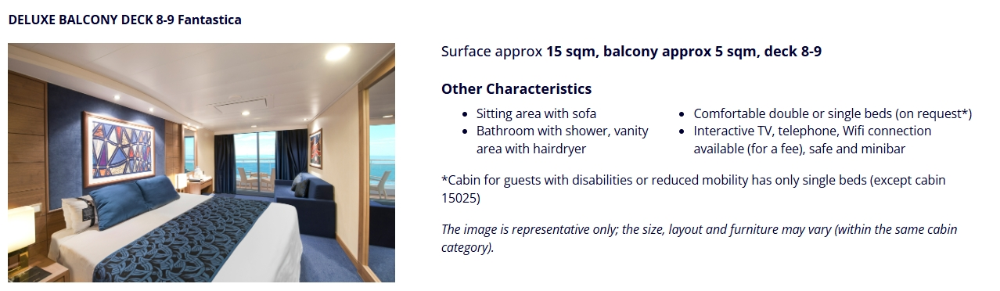 DELUXE BALCONY DECK 8-9 Fantastica
Surface approx 15 sqm, balcony approx 5 sqm, deck 8-9
Other Characteristics
• Sitting area with sofa
• Bathroom with shower, vanity
area with hairdryer
• Comfortable double or single beds (on request*)
• Interactive TV, telephone, Wifi connection
available (for a fee), safe and minibar
*Cabin for guests with disabilities or reduced mobility has only single beds (except cabin
15025)
The image is representative only; the size, layout and furniture may vary (within the same cabin
category).